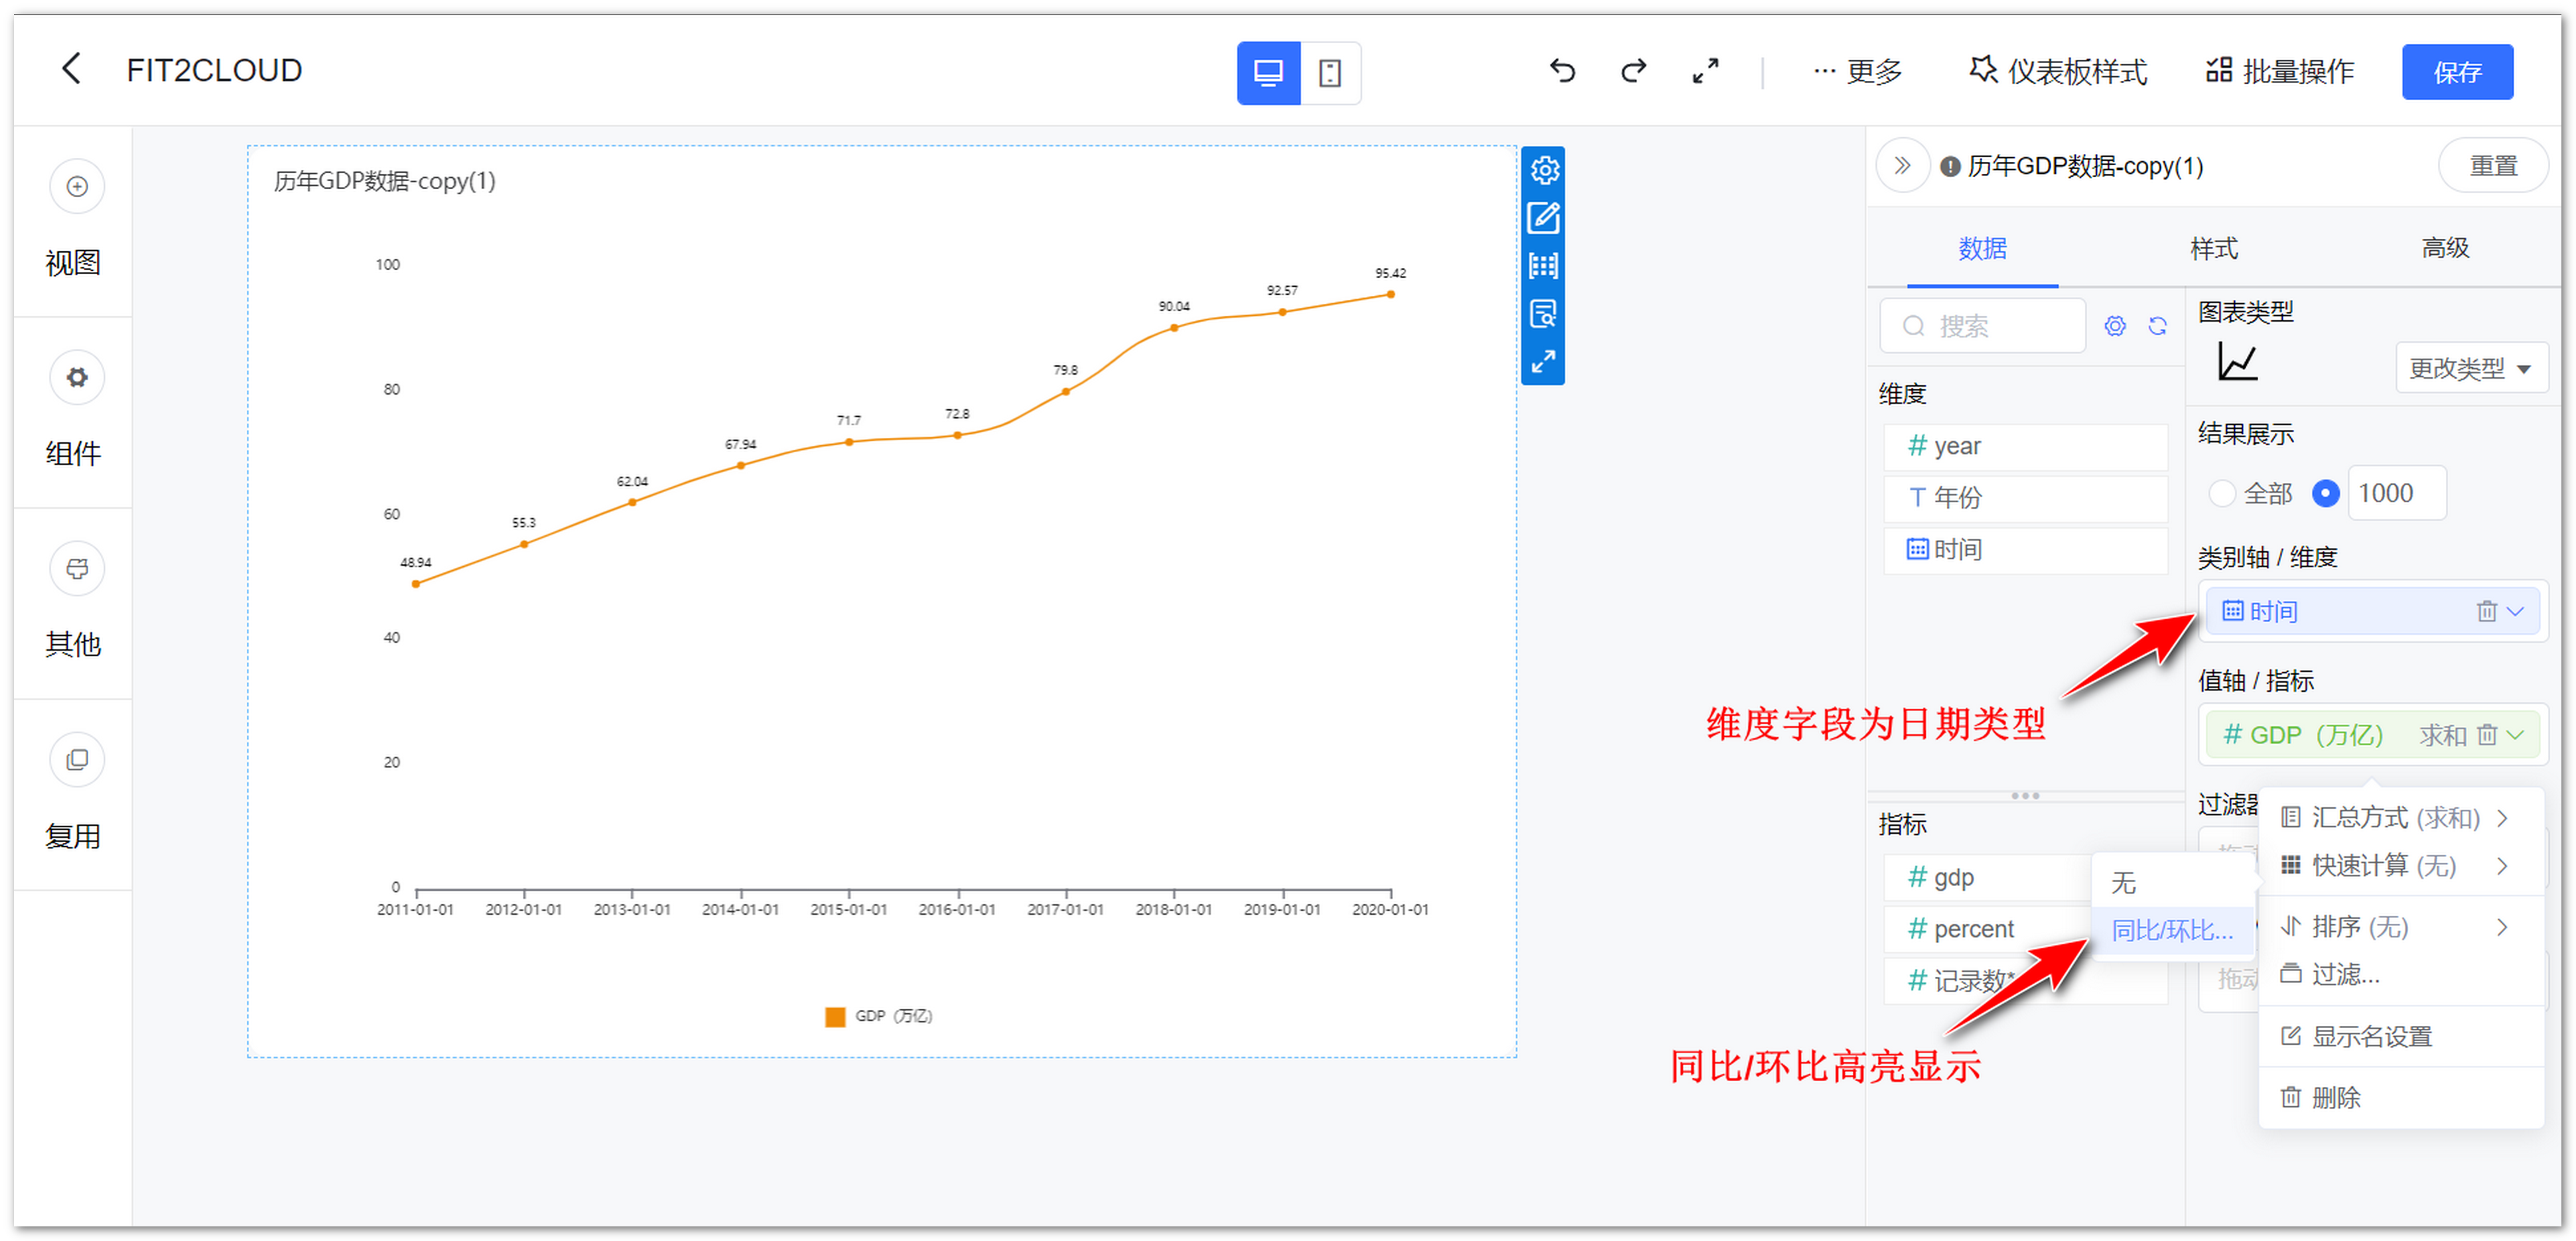 FIT2CLOUD
··· 更多
仪表板样式
批量操作
保存
视图
组件
其他
复用
历年GDP数据-copy(1)
100
80
60
40
20
0
48.94
55.3
62.04
67.94
71.7
72.8
79.8
90.04
92.57
95.42
2011-01-01
2012-01-01
2013-01-01
2014-01-01
2015-01-01
2016-01-01
2017-01-01
2018-01-01
2019-01-01
2020-01-01
GDP（万亿）
历年GDP数据-copy(1)
重置
数据
样式
高级
搜索
维度
# year
T 年份
时间
指标
# gdp
# percent
# 记录数*
图表类型
更改类型
结果展示
全部
1000
类别轴 / 维度
时间
值轴 / 指标
# GDP（万亿）
求和
过滤器
拖动
无
同比/环比...
汇总方式 (求和)
快速计算 (无)
排序 (无)
过滤...
显示名设置
删除
维度字段为日期类型
同比/环比高亮显示